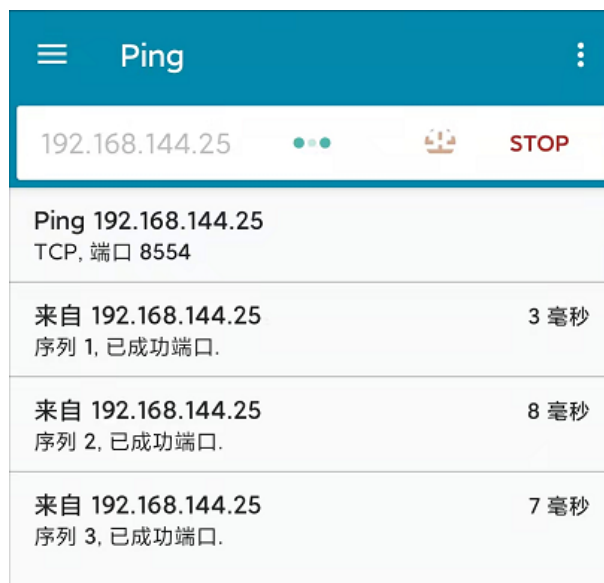 Ping
192.168.144.25 STOP
Ping 192.168.144.25
TCP, 端口 8554
来自 192.168.144.25 3 毫秒
序列 1, 已成功端口.
来自 192.168.144.25 8 毫秒
序列 2, 已成功端口.
来自 192.168.144.25 7 毫秒
序列 3, 已成功端口.